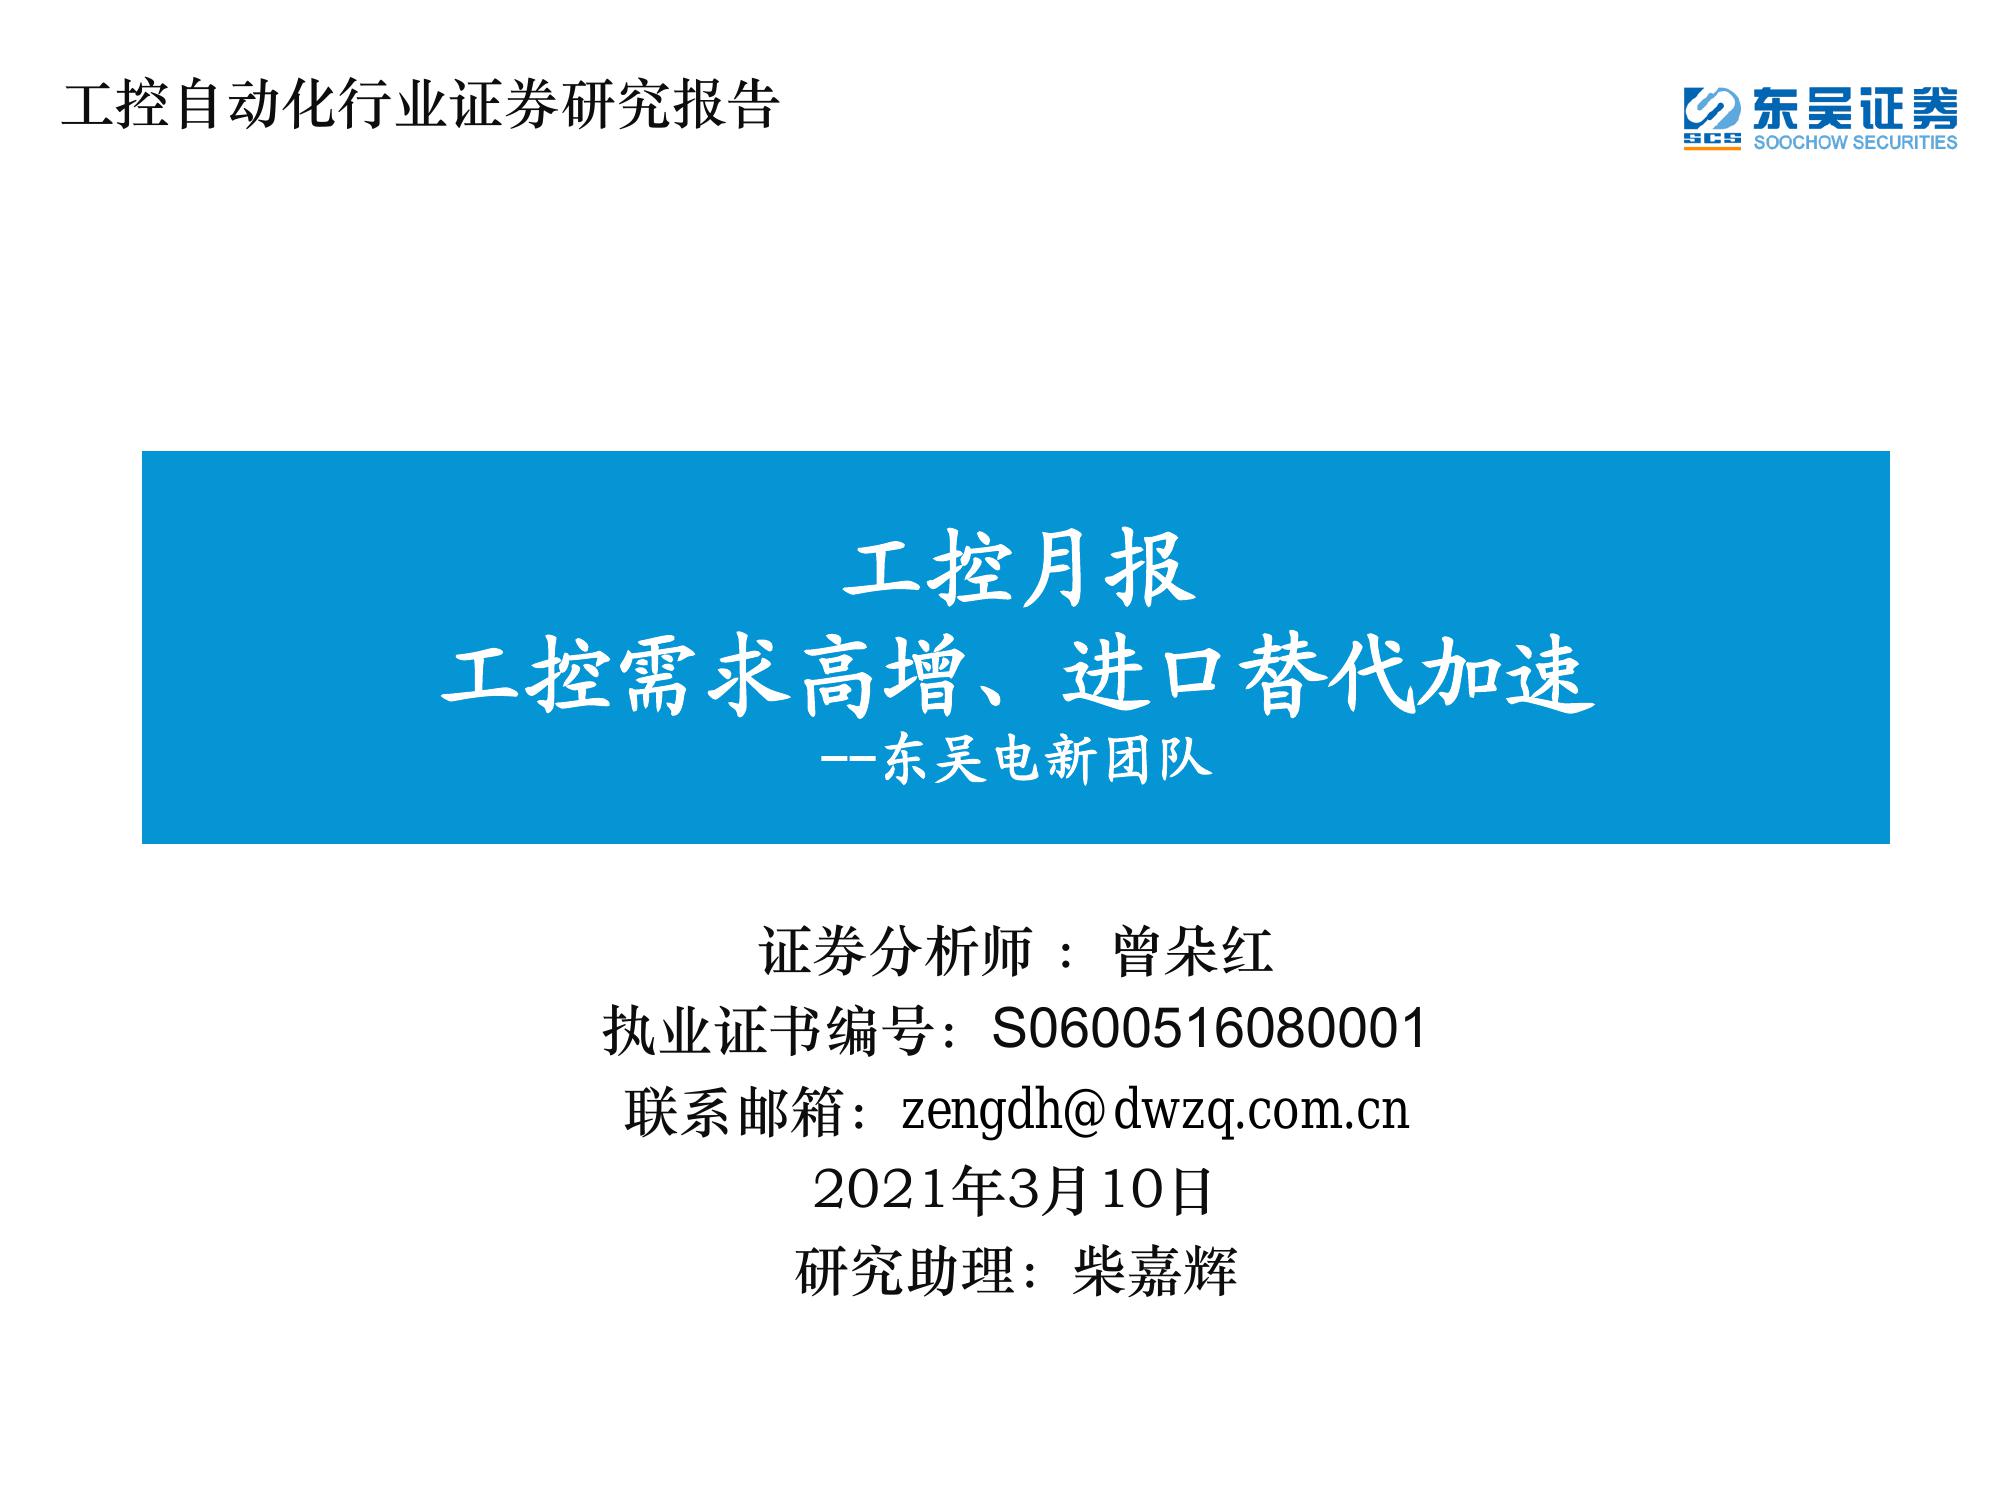 工控自动化行业证券研究报告
东吴证券
SCS
SOOCHOW SECURITIES
工控月报
工控需求高增、进口替代加速
--东吴电新团队
证券分析师 ：曾朵红
执业证书编号：S0600516080001
联系邮箱：zengdh@dwzq.com.cn
2021年3月10日
研究助理：柴嘉辉